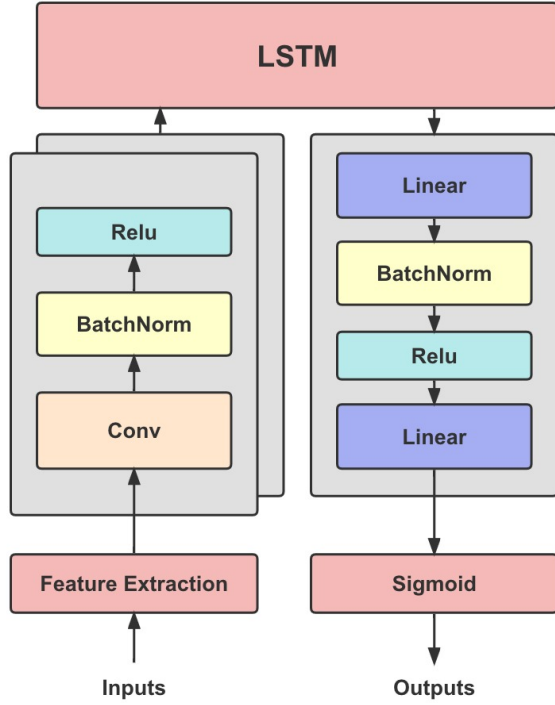 LSTM
Relu
BatchNorm
Conv
Feature Extraction
Inputs
Linear
BatchNorm
Relu
Linear
Sigmoid
Outputs